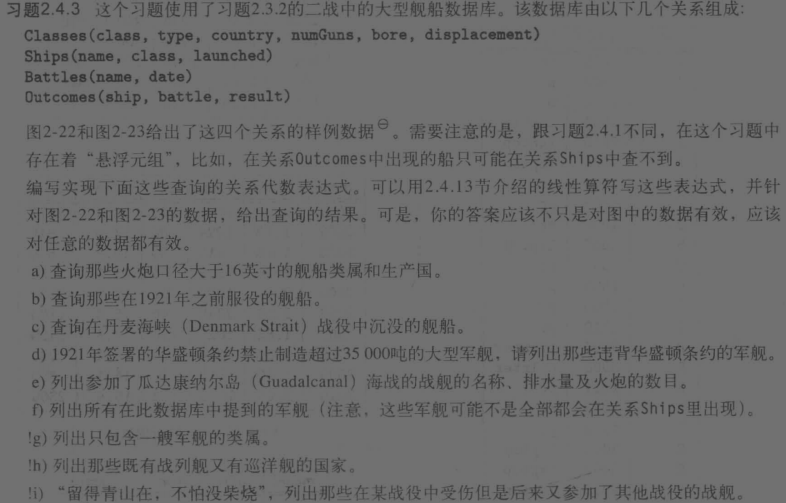 习题2.4.3 这个习题使用了习题2.3.2的二战中的大型舰船数据库。该数据库由以下几个关系组成:
Classes(class, type, country, numGuns, bore, displacement)
Ships(name, class, launched)
Battles(name, date)
Outcomes(ship, battle, result)
图2-22和图2-23给出了这四个关系的样例数据㊀。需要注意的是，跟习题2.4.1不同，在这个习题中
存在着“悬浮元组”，比如，在关系Outcomes中出现的船只可能在关系Ships中查不到。
编写实现下面这些查询的关系代数表达式。可以用2.4.13节介绍的线性算符写这些表达式，并针
对图2-22和图2-23的数据，给出查询的结果。可是，你的答案应该不只是对图中的数据有效，应该
对任意的数据都有效。
a) 查询那些火炮口径大于16英寸的舰船类属和生产国。
b) 查询那些在1921年之前服役的舰船。
c) 查询在丹麦海峡（Denmark Strait）战役中沉没的舰船。
d) 1921年签署的华盛顿条约禁止制造超过35 000吨的大型军舰，请列出那些违背华盛顿条约的军舰。
e) 列出参加了瓜达康纳尔岛（Guadalcanal）海战的战舰的名称、排水量及火炮的数目。
f) 列出所有在此数据库中提到的军舰（注意，这些军舰可能不是全部都会在关系Ships里出现）。
!g) 列出只包含一艘军舰的类属。
!h) 列出那些既有战列舰又有巡洋舰的国家。
!i) “留得青山在，不怕没柴烧”，列出那些在某战役中受伤但是后来又参加了其他战役的战舰。